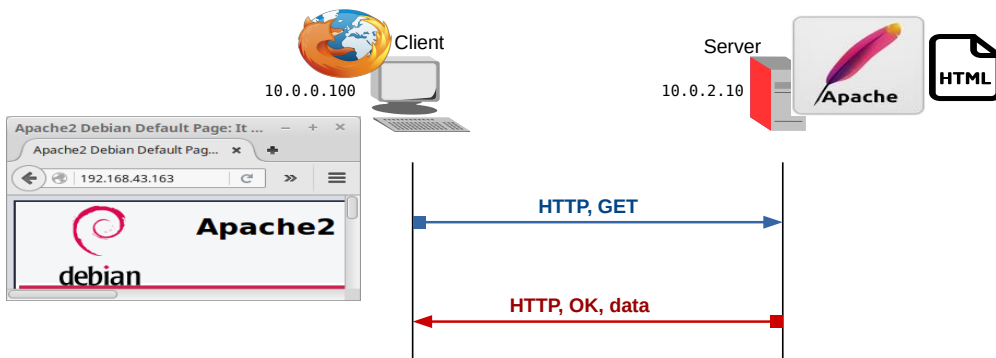 Client
Server
10.0.0.100
10.0.2.10
Apache
HTML
Apache2 Debian Default Page: It ...
Apache2 Debian Default Pag...
192.168.43.163
Apache2
debian
HTTP, GET
HTTP, OK, data